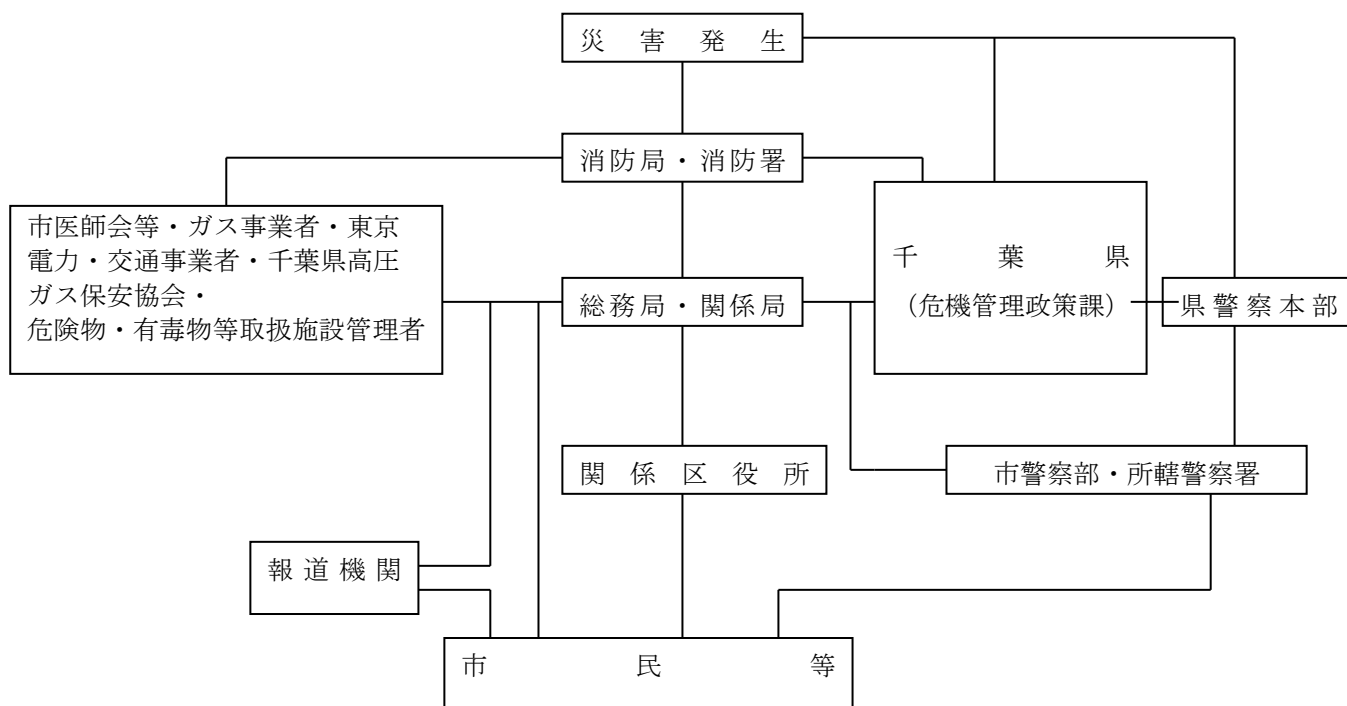 災害発生
消防局・消防署
市医師会等・ガス事業者・東京
電力・交通事業者・千葉県高圧
ガス保安協会・
危険物・有毒物等取扱施設管理者
千葉県
（危機管理政策課）
総務局・関係局
県警察本部
関係区役所
市警察部・所轄警察署
報道機関
市民等